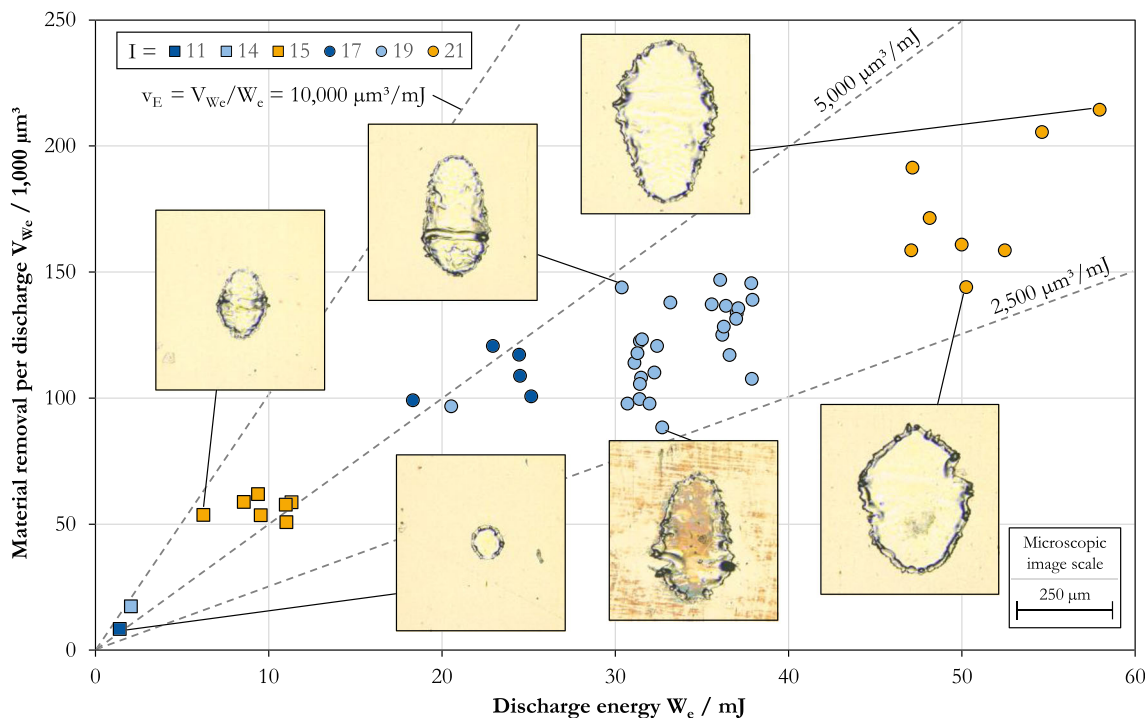 I = 11 14 15 17 19 21
v_E = V_We/W_e = 10,000 µm³/mJ
5,000 µm³/mJ
2,500 µm³/mJ
Material removal per discharge V_We / 1,000 µm³
250
200
150
100
50
0
Microscopic
image scale
250 µm
0 10 20 30 40 50 60
Discharge energy W_e / mJ